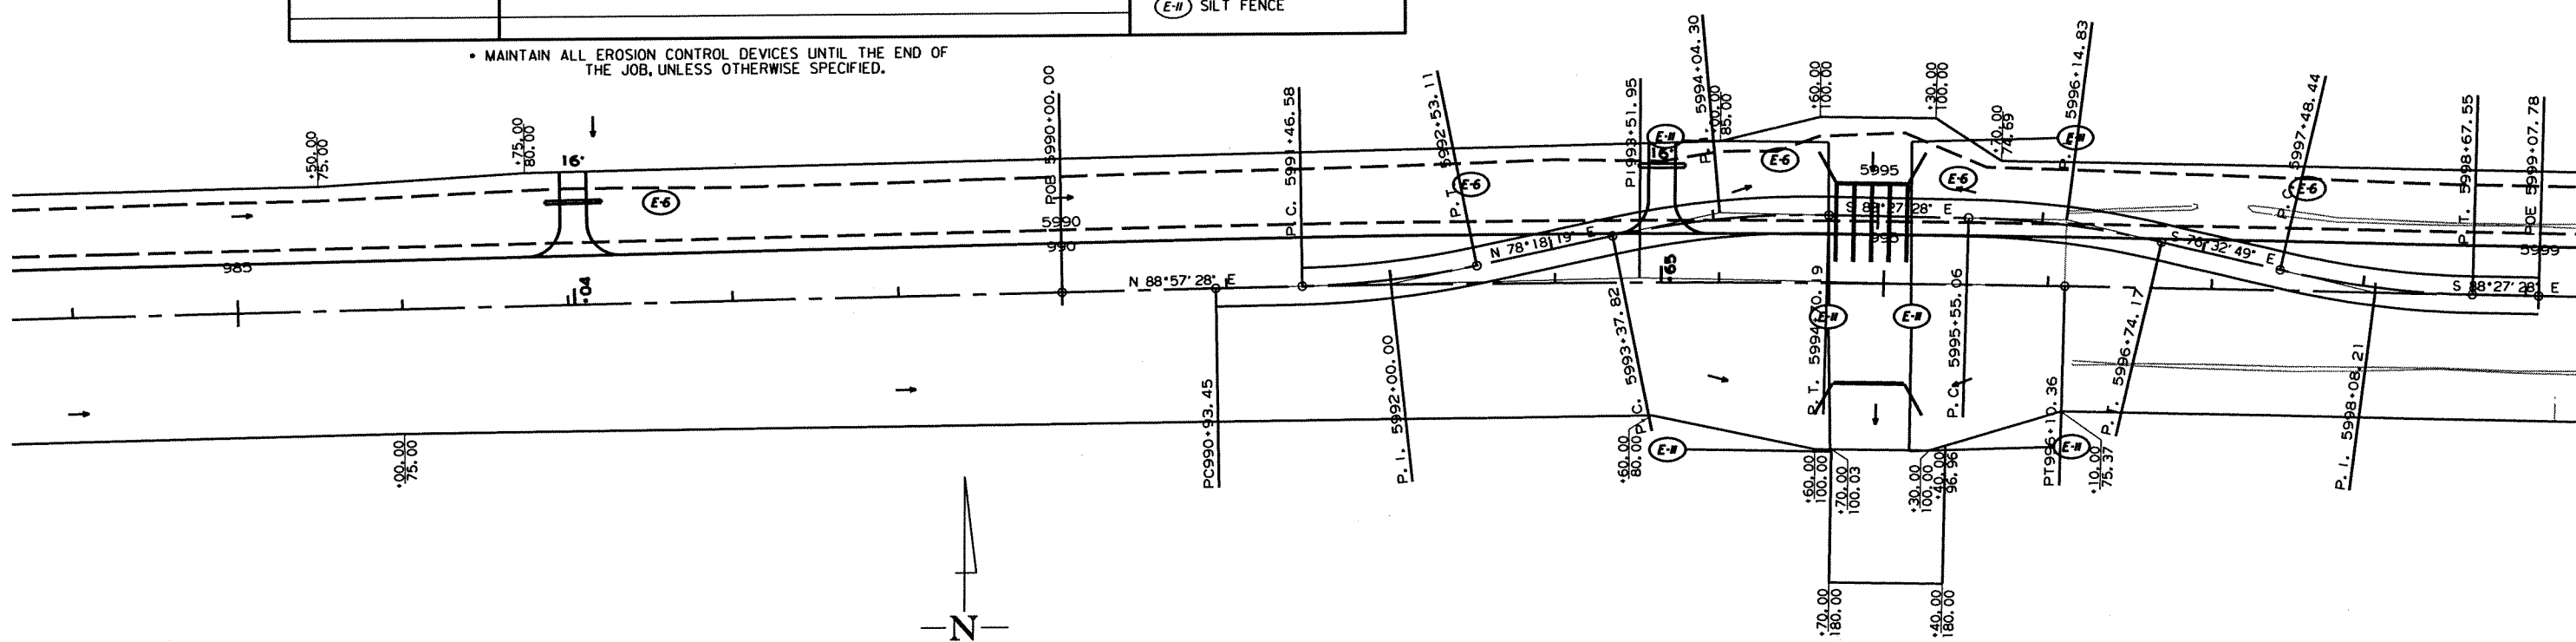 E-11 SILT FENCE
• MAINTAIN ALL EROSION CONTROL DEVICES UNTIL THE END OF
THE JOB, UNLESS OTHERWISE SPECIFIED.
+50.00
75.00
+75.00
80.00
16'
E-6
985
.04
+00.00
75.00
POB 5990+00.00
5990
990
N 88°57'28" E
PC990+93.45
P.C. 5991+46.58
P.I. 5992+00.00
P.T. 5992+53.11
E-6
N 78°18'19" E
P.C. 5993+37.82
PI993+51.95
E-11
16'
.65
P.I. 5994+04.30
+00.00
85.00
E-6
+60.00
100.00
+30.00
100.00
+70.00
74.69
E-11
5995
E-6
S 88°27'28" E
995
E-11
E-11
P.T. 5994+70.19
P.C. 5995+55.06
P.I. 5996+14.83
PT996+10.36
P.T. 5996+74.17
S 76°32'49" E
P.C. 5997+48.44
E-6
P.I. 5998+08.21
P.T. 5998+67.55
POE 5999+07.78
5999
S 88°27'28" E
+60.00
80.00
E-11
+60.00
100.00
+70.00
100.03
+30.00
100.00
+40.00
96.96
E-11
+10.00
75.37
+70.00
180.00
+40.00
180.00
N